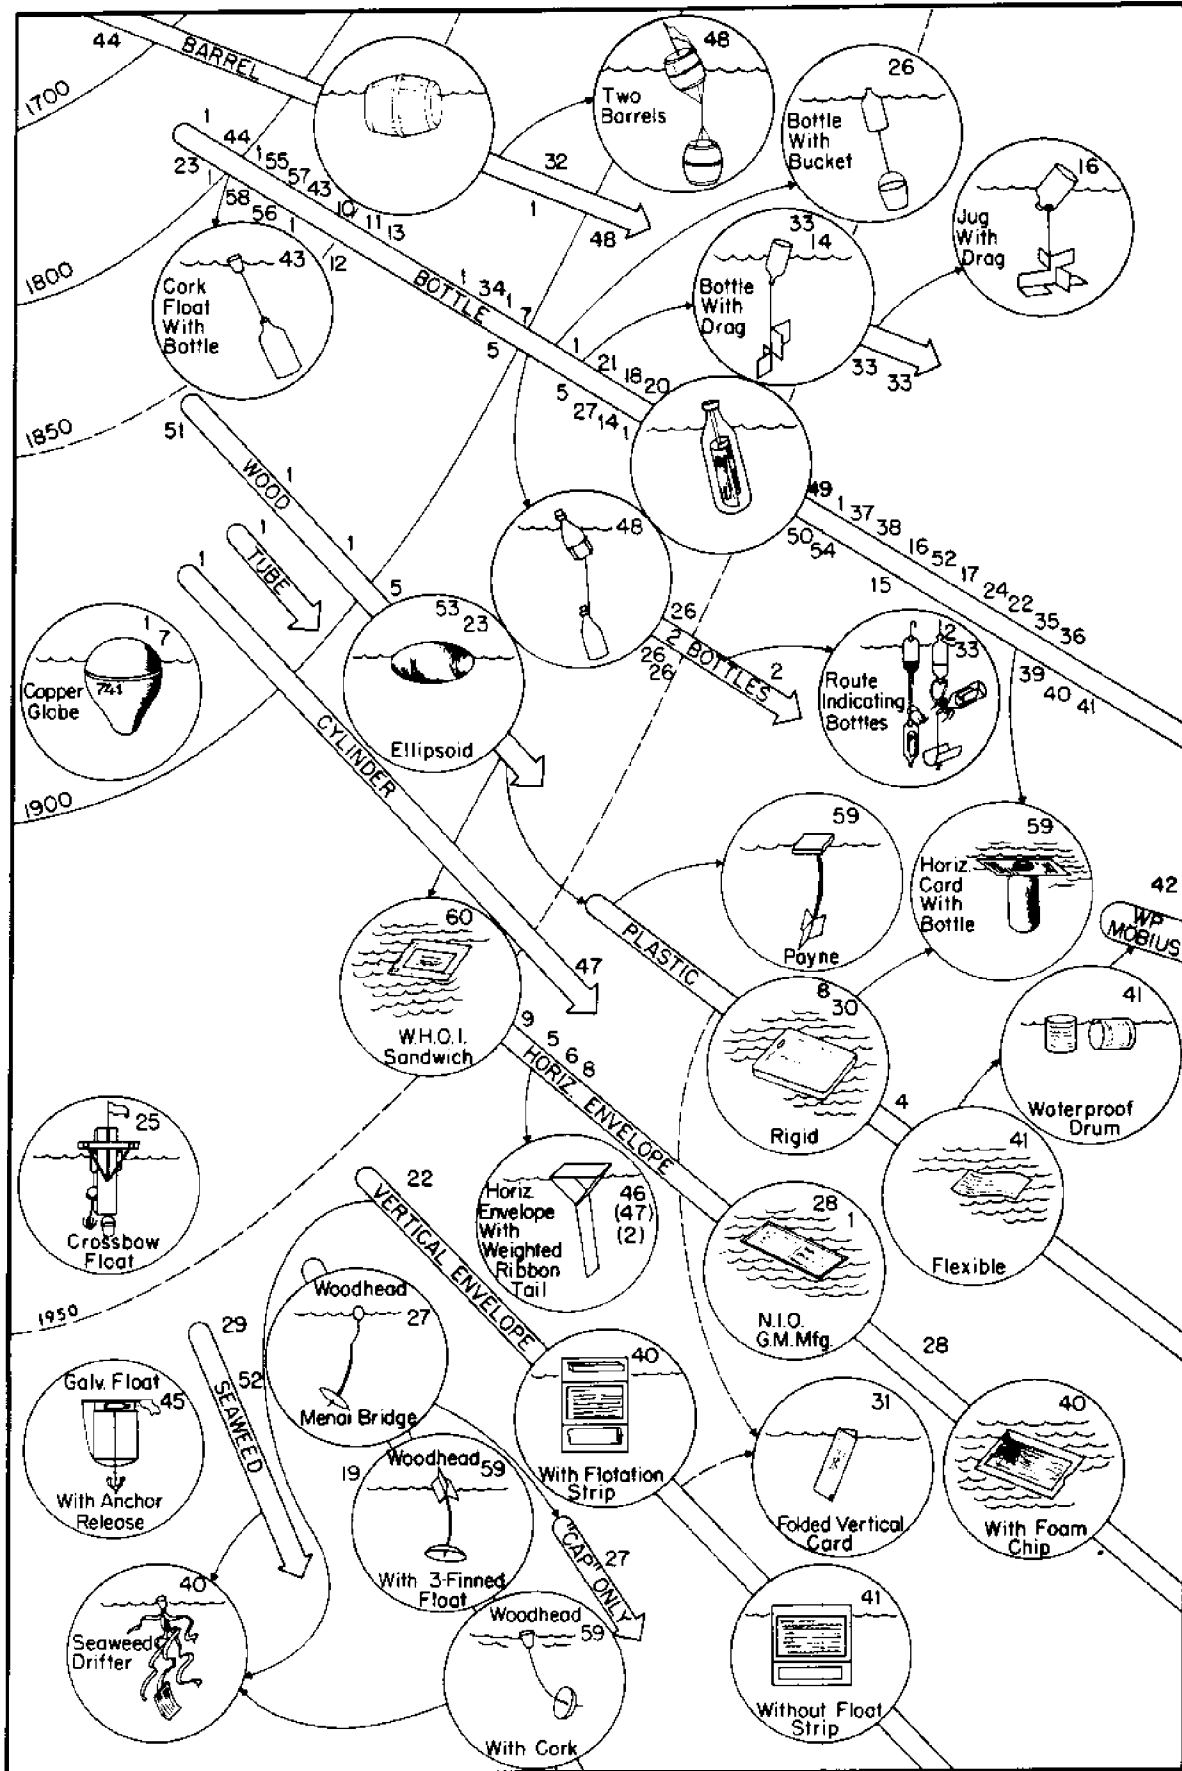 44
BARREL
48
Two
Barrels
26
Bottle
With
Bucket
1700
1
44
1
55
57
43
10
11
13
23
1
58
56
1
12
32
1
48
16
Jug
With
Drag
33
14
Bottle
With
Drag
33
33
1800
43
Cork
Float
With
Bottle
BOTTLE
1
34
1
7
5
1
21
18
20
5
27
14
1
1850
51
WOOD
1
1
5
1
TUBE
1
48
49
1
37
38
16
52
17
24
22
35
36
50
54
15
39
40
41
53
23
Ellipsoid
26
2 BOTTLES
26
26
2
2
33
Route
Indicating
Bottles
1
7
741
Copper
Globe
CYLINDER
47
1900
59
Payne
59
Horiz.
Card
With
Bottle
42
WP
MOBIUS
60
W.H.O.I.
Sandwich
PLASTIC
8
30
Rigid
4
41
Waterproof
Drum
9
5
6
8
HORIZ. ENVELOPE
41
Flexible
25
Crossbow
Float
22
VERTICAL ENVELOPE
Horiz.
Envelope
With
Weighted
Ribbon
Tail
46
(47)
(2)
28
1
N.I.O.
G.M.Mfg.
28
1950
29
52
SEAWEED
Woodhead
27
Menai Bridge
40
With Flotation
Strip
31
Folded Vertical
Card
40
With Foam
Chip
Galv. Float
45
With Anchor
Release
19
Woodhead
59
With 3-Finned
Float
"CAP" ONLY
27
40
Seaweed
Drifter
Woodhead
59
With Cork
41
Without Float
Strip